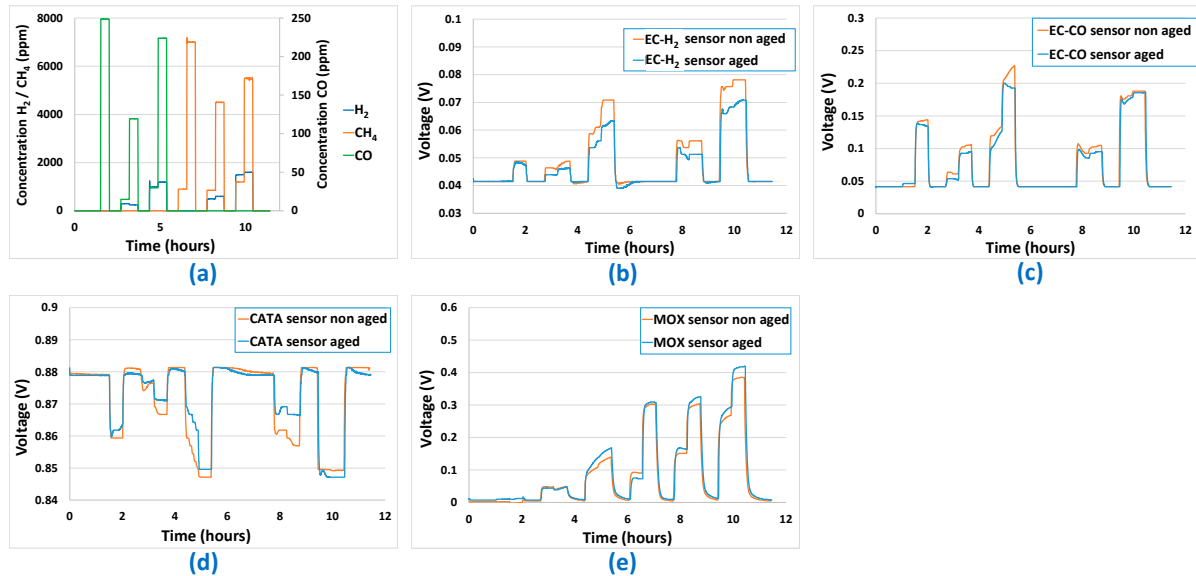 8000
7000
6000
5000
4000
3000
2000
1000
0
Concentration H2 / CH4 (ppm)
250
200
150
100
50
0
Concentration CO (ppm)
H2
CH4
CO
0 5 10
Time (hours)
(a)
0.1
0.09
0.08
0.07
0.06
0.05
0.04
0.03
Voltage (V)
EC-H2 sensor non aged
EC-H2 sensor aged
0 2 4 6 8 10 12
Time (hours)
(b)
0.3
0.25
0.2
0.15
0.1
0.05
0
Voltage (V)
EC-CO sensor non aged
EC-CO sensor aged
0 2 4 6 8 10 12
Time (hours)
(c)
0.9
0.89
0.88
0.87
0.86
0.85
0.84
Voltage (V)
CATA sensor non aged
CATA sensor aged
0 2 4 6 8 10 12
Time (hours)
(d)
0.6
0.5
0.4
0.3
0.2
0.1
0
Voltage (V)
MOX sensor non aged
MOX sensor aged
0 2 4 6 8 10 12
Time (hours)
(e)